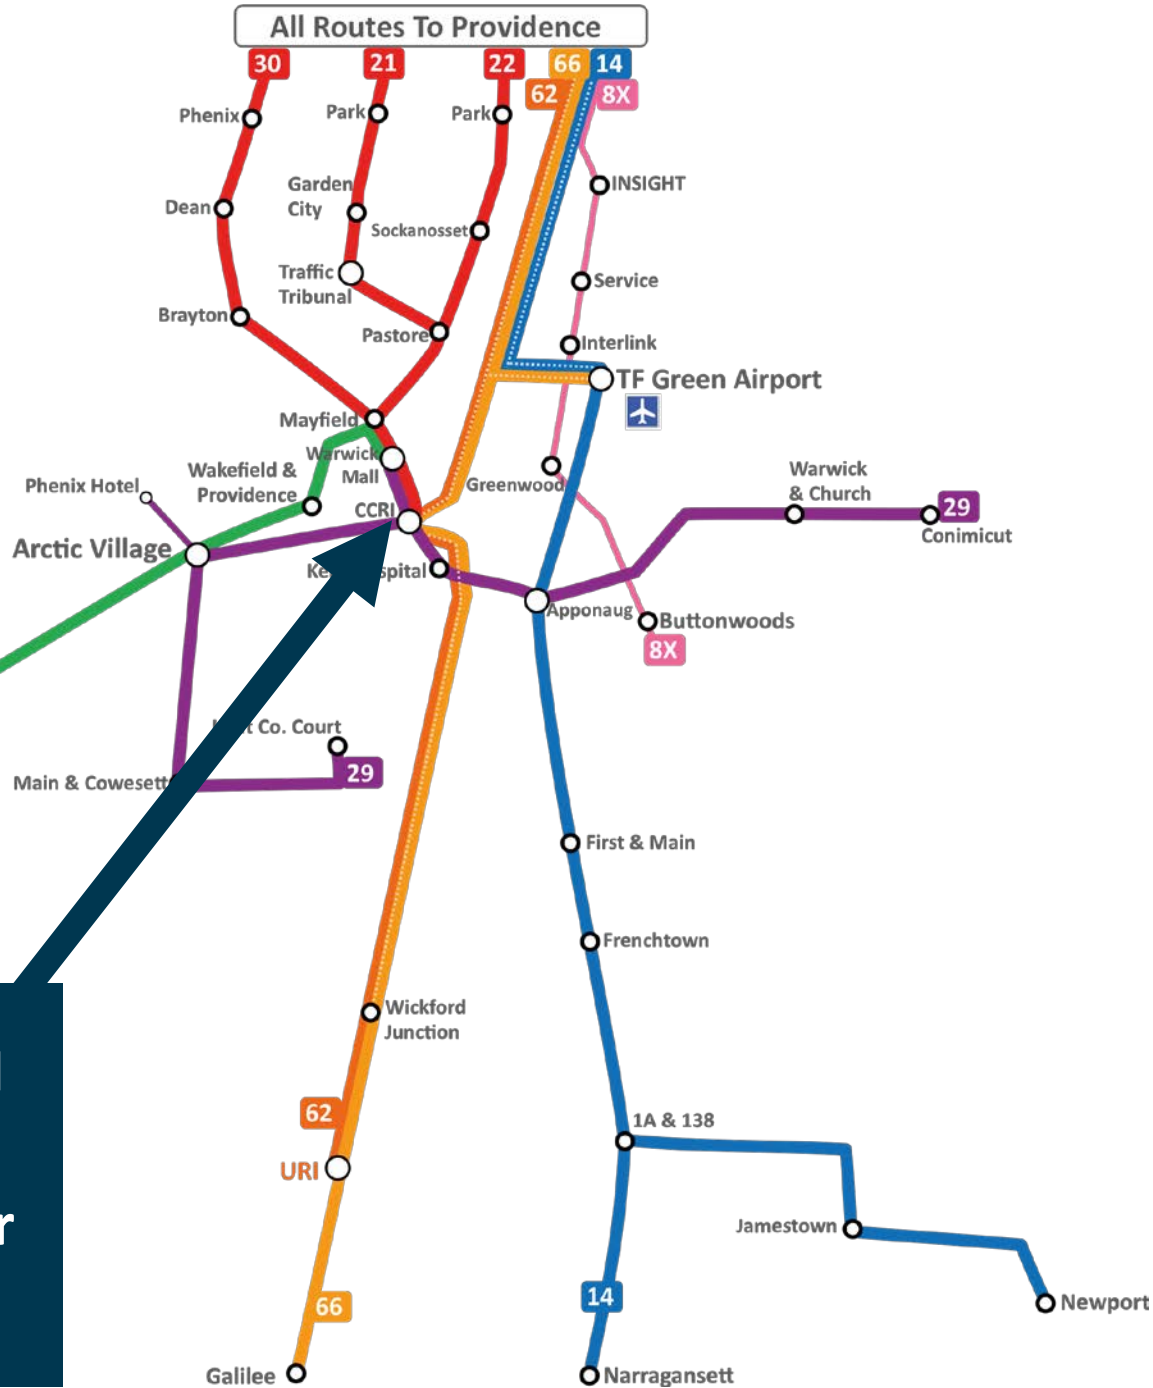 All Routes To Providence
30
21
22
66
14
62
8X
Phenix
Park
Park
INSIGHT
Garden
City
Dean
Sockanosset
Traffic
Tribunal
Service
Brayton
Pastore
Interlink
TF Green Airport
Mayfield
Warwick
Mall
Wakefield &
Providence
Phenix Hotel
Greenwood
Warwick
& Church
29
CCRI
Conimicut
Arctic Village
Apponaug
Buttonwoods
8X
Co. Court
29
Main & Cowesett
First & Main
Frenchtown
Wickford
Junction
62
1A & 138
URI
r
Jamestown
14
66
Newport
Galilee
Narragansett